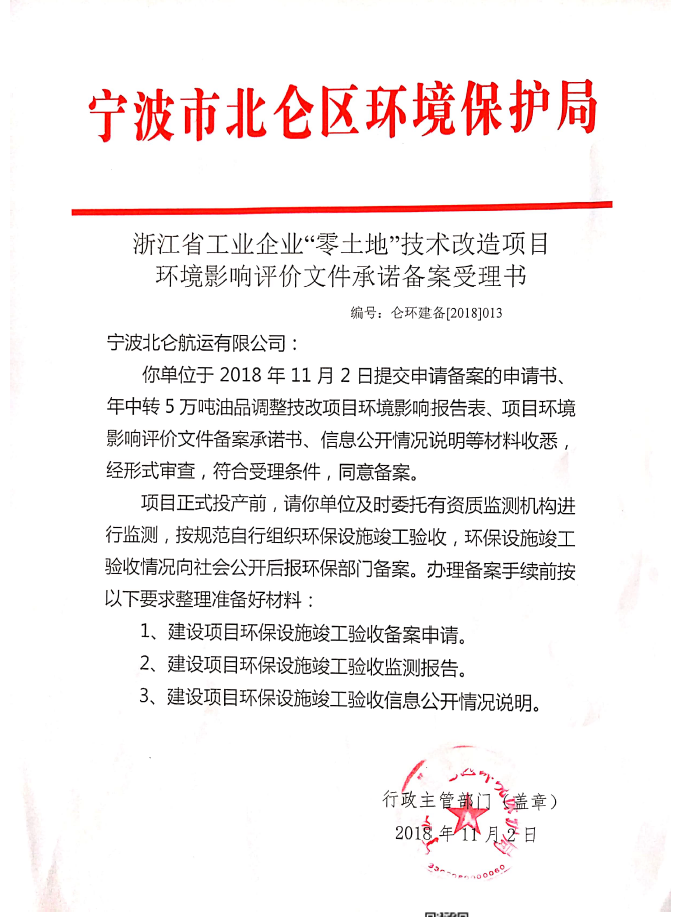 宁波市北仑区环境保护局
浙江省工业企业“零土地”技术改造项目
环境影响评价文件承诺备案受理书
编号：仑环建备[2018]013
宁波北仑航运有限公司：
你单位于 2018 年 11 月 2 日提交申请备案的申请书、
年中转 5 万吨油品调整技改项目环境影响报告表、项目环境
影响评价文件备案承诺书、信息公开情况说明等材料收悉，
经形式审查，符合受理条件，同意备案。
项目正式投产前，请你单位及时委托有资质监测机构进
行监测，按规范自行组织环保设施竣工验收，环保设施竣工
验收情况向社会公开后报环保部门备案。办理备案手续前按
以下要求整理准备好材料：
1、建设项目环保设施竣工验收备案申请。
2、建设项目环保设施竣工验收监测报告。
3、建设项目环保设施竣工验收信息公开情况说明。
行政主管部门（盖章）
2018 年 11 月 2 日